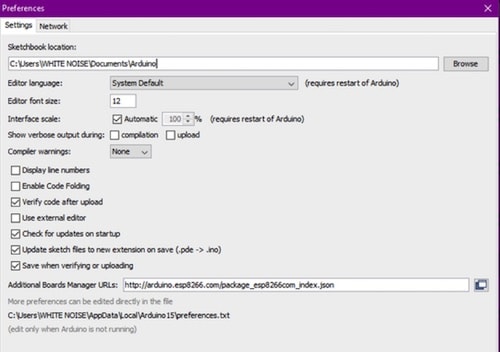 Preferences
Settings Network
Sketchbook location:
C:\Users\WHITE NOISE\Documents\Arduino Browse
Editor language: System Default (requires restart of Arduino)
Editor font size: 12
Interface scale: Automatic 100 % (requires restart of Arduino)
Show verbose output during: compilation upload
Compiler warnings: None
Display line numbers
Enable Code Folding
Verify code after upload
Use external editor
Check for updates on startup
Update sketch files to new extension on save (.pde -> .ino)
Save when verifying or uploading
Additional Boards Manager URLs: http://arduino.esp8266.com/package_esp8266com_index.json
More preferences can be edited directly in the file
C:\Users\WHITE NOISE\AppData\Local\Arduino15\preferences.txt
(edit only when Arduino is not running)